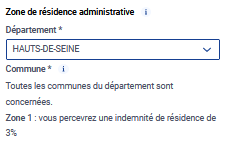 Zone de résidence administrative i
Département *
HAUTS-DE-SEINE
Commune * i
Toutes les communes du département sont
concernées.
Zone 1 : vous percevrez une indemnité de résidence de
3%